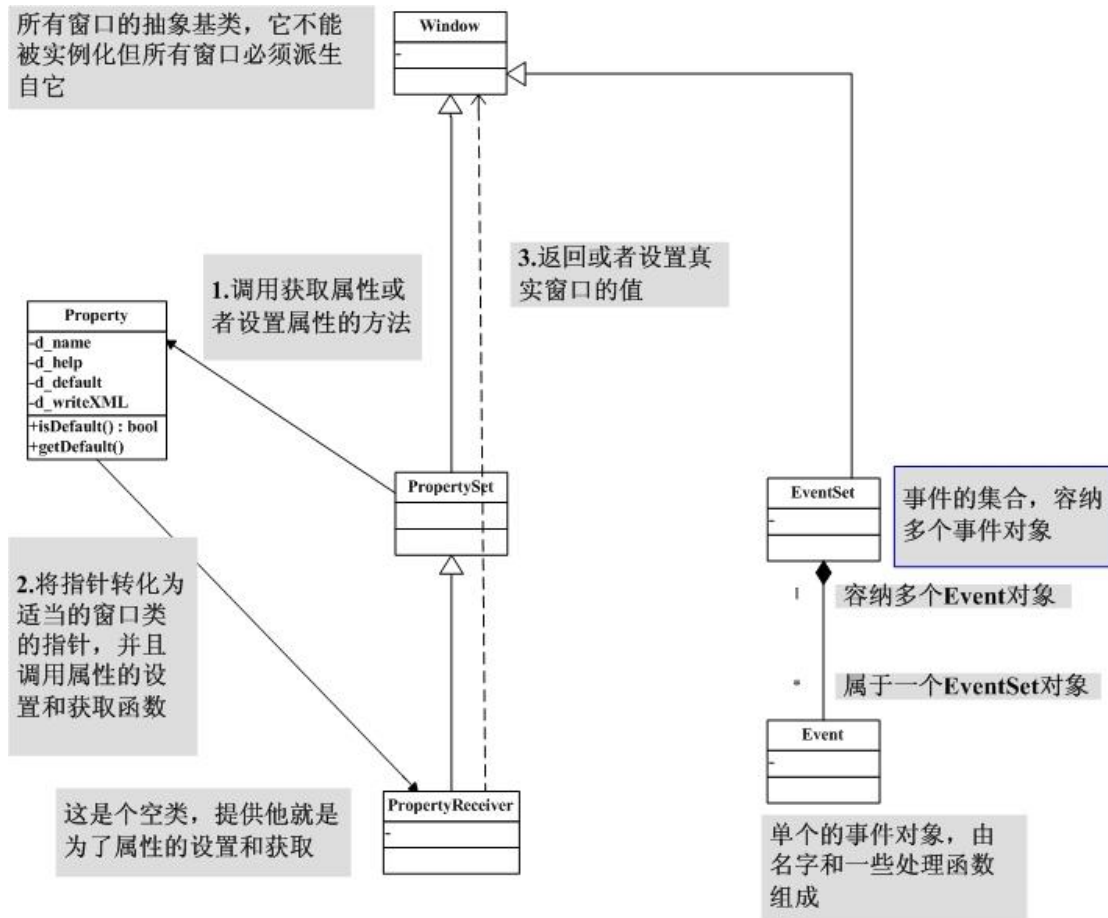 所有窗口的抽象基类，它不能
被实例化但所有窗口必须派生
自它
Window
-
1.调用获取属性或
者设置属性的方法
3.返回或者设置真
实窗口的值
Property
-d_name
-d_help
-d_default
-d_writeXML
+isDefault() : bool
+getDefault()
PropertySet
EventSet
-
事件的集合，容纳
多个事件对象
2.将指针转化为
适当的窗口类
的指针，并且
调用属性的设
置和获取函数
1
容纳多个Event对象
*
属于一个EventSet对象
Event
-
这是个空类，提供他就是
为了属性的设置和获取
PropertyReceiver
-
单个的事件对象，由
名字和一些处理函数
组成